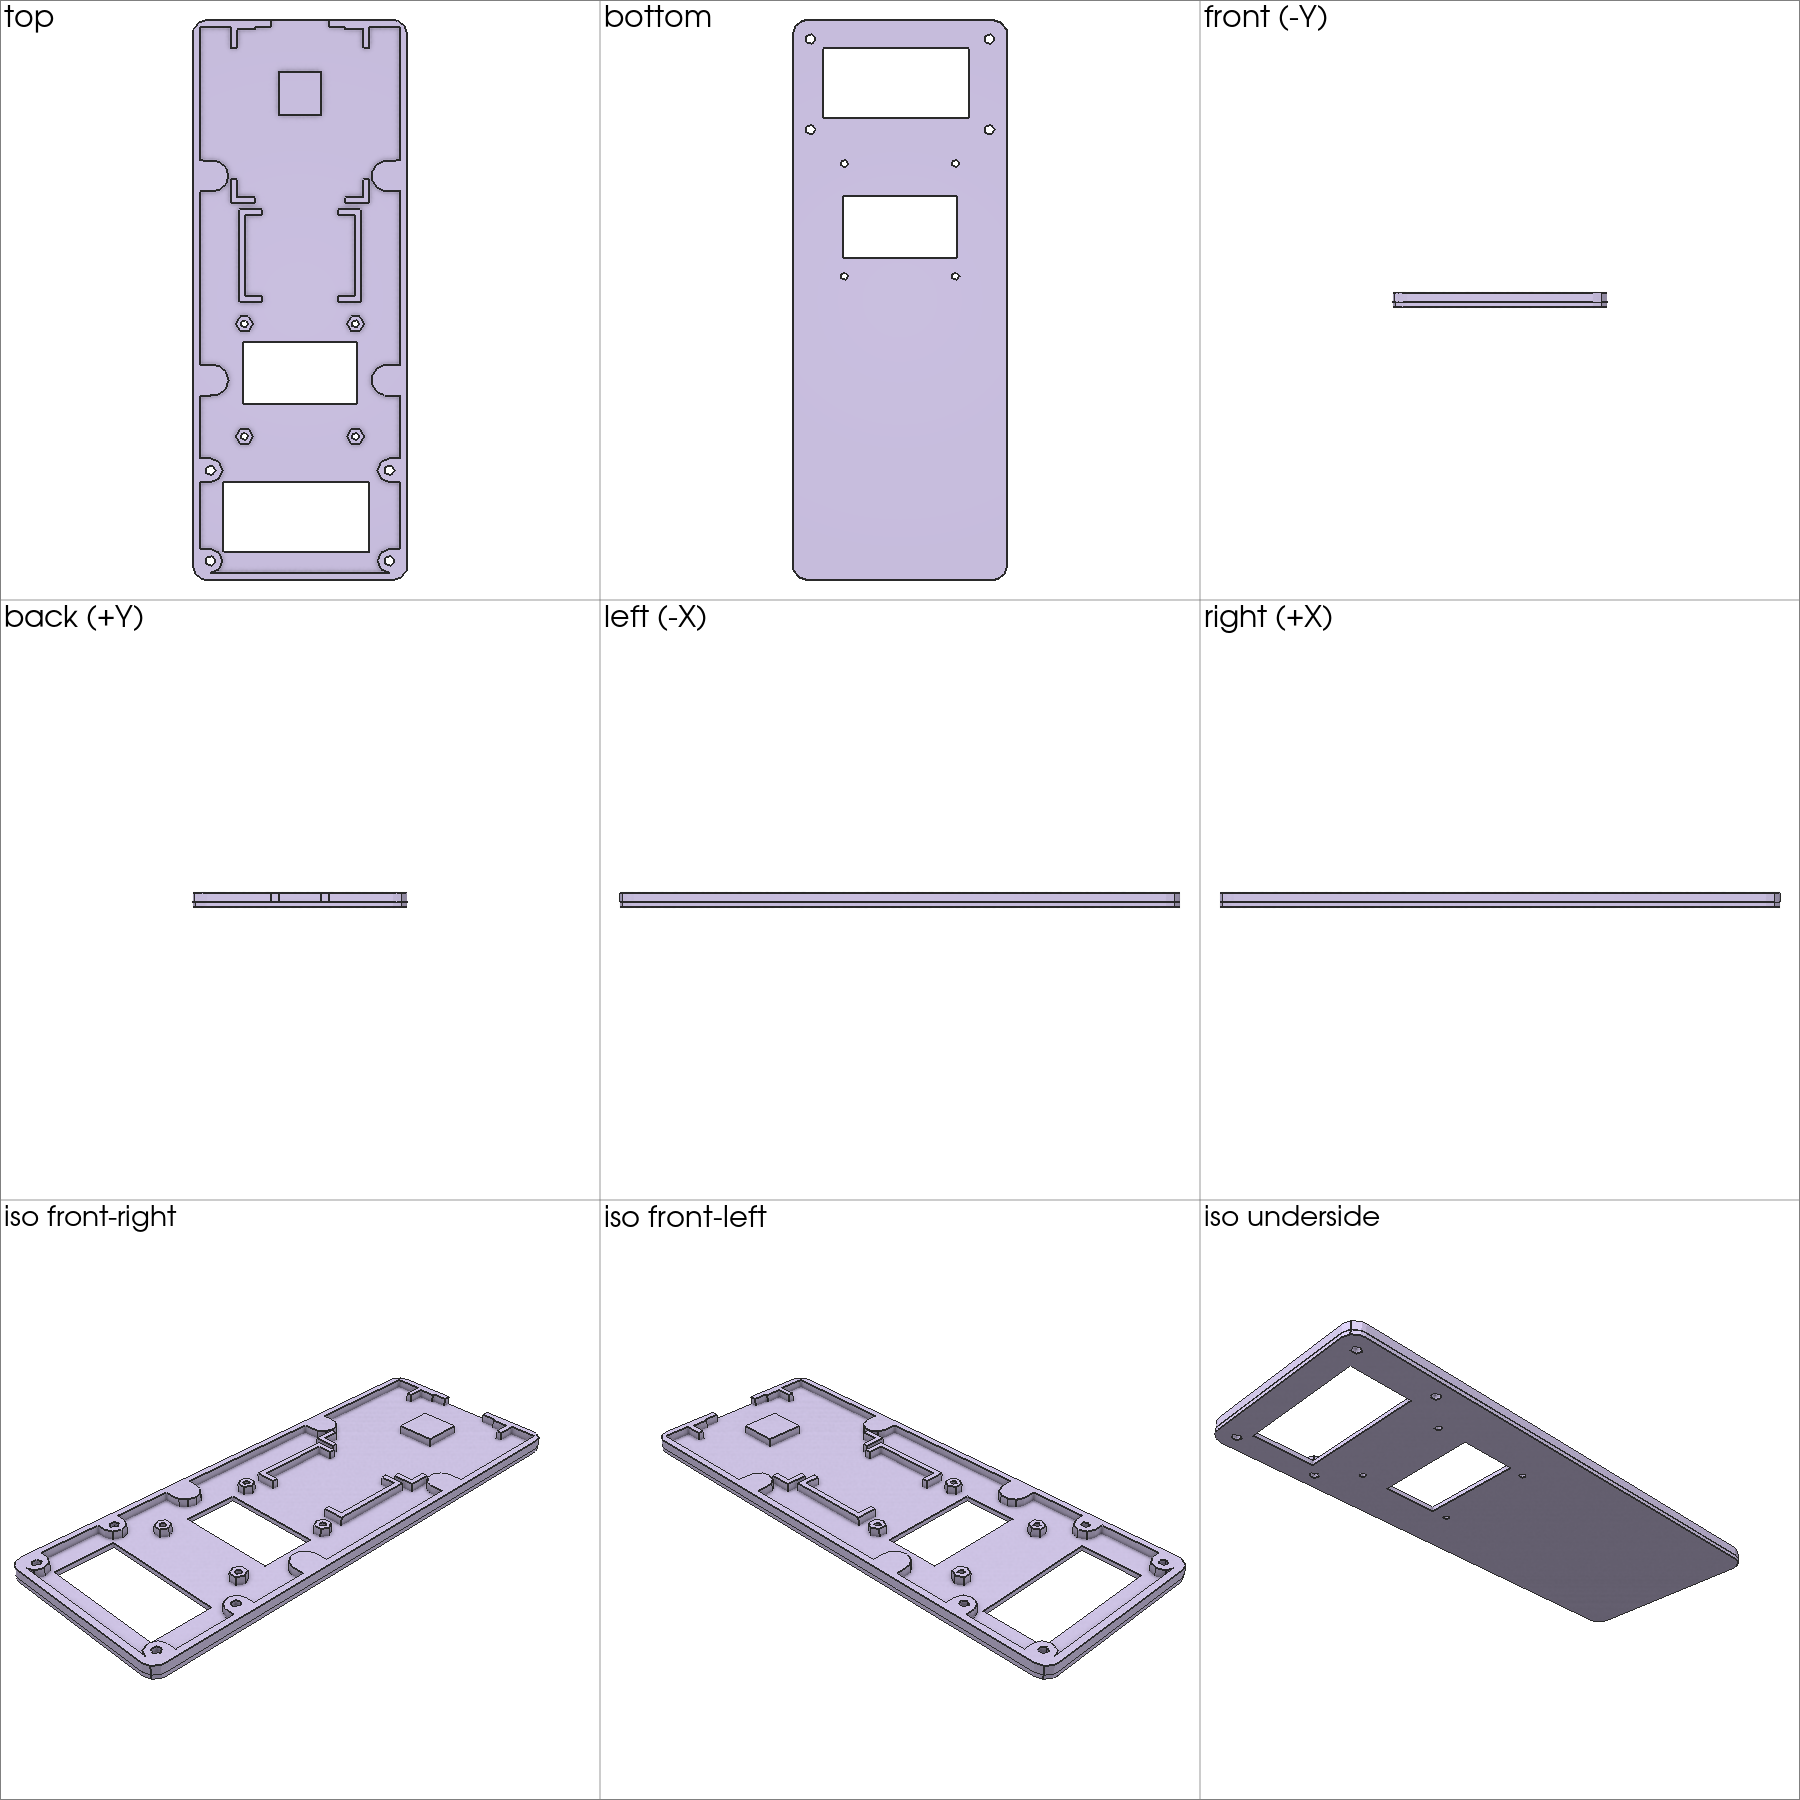 top
bottom
front (-Y)
back (+Y)
left (-X)
right (+X)
iso front-right
iso front-left
iso underside